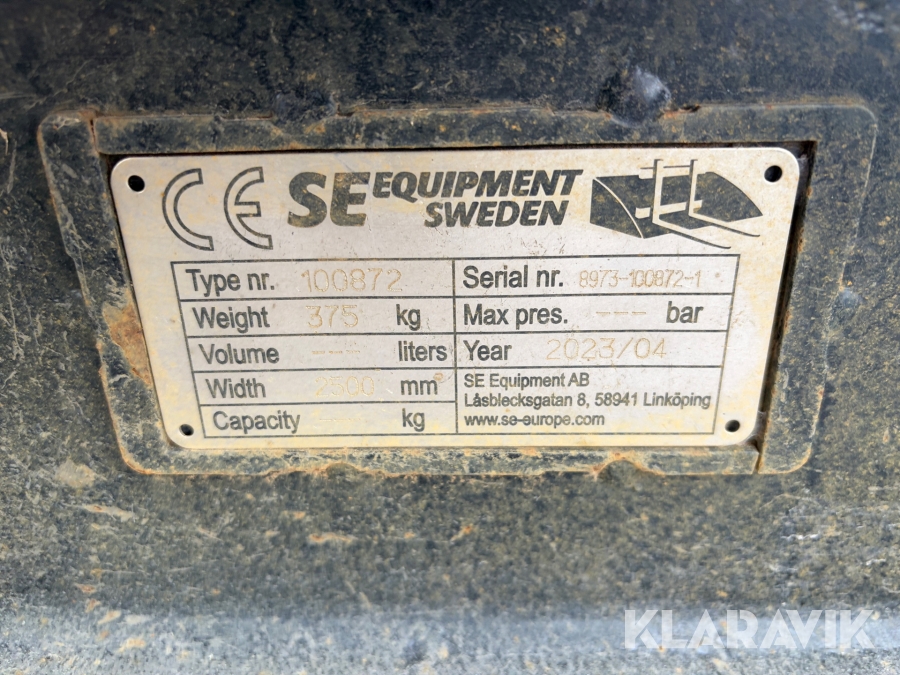 CE SE EQUIPMENT SWEDEN
Type nr. 100872
Serial nr. 8973-100872-1
Weight 375 kg
Max pres. --- bar
Volume --- liters
Year 2023/04
Width 2500 mm
SE Equipment AB
Låsblecksgatan 8, 58941 Linköping
www.se-europe.com
Capacity - kg
KLARAVIK